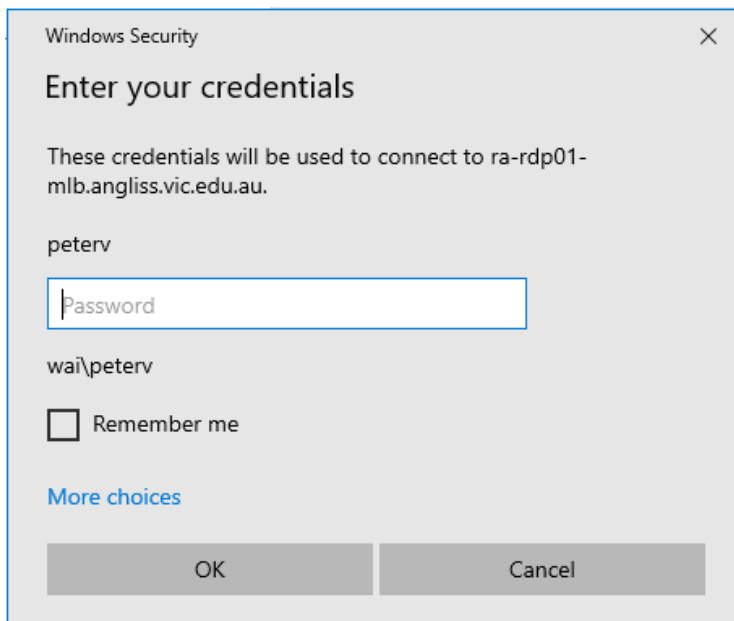 Windows Security
Enter your credentials
These credentials will be used to connect to ra-rdp01-
mlb.angliss.vic.edu.au.
peterv
Password
wai\peterv
Remember me
More choices
OK
Cancel